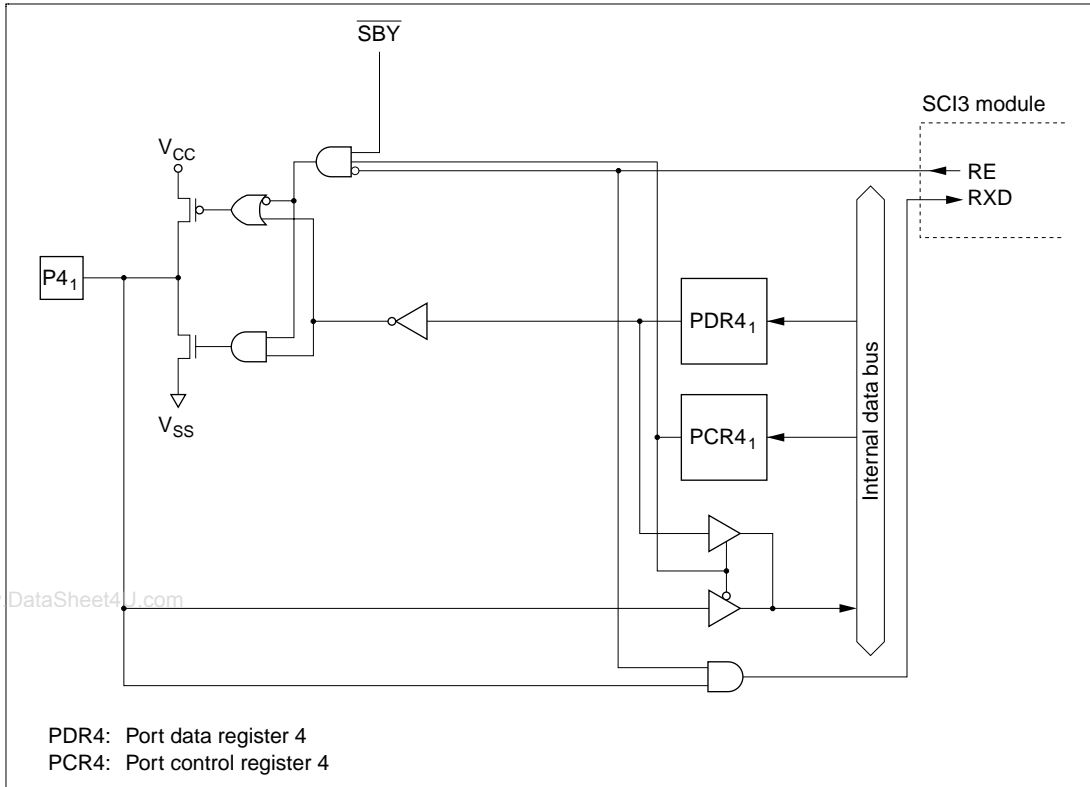 SBY
SCI3 module
VCC
RE
RXD
P41
PDR41
PCR41
Internal data bus
VSS
.DataSheet4U.com
PDR4: Port data register 4
PCR4: Port control register 4